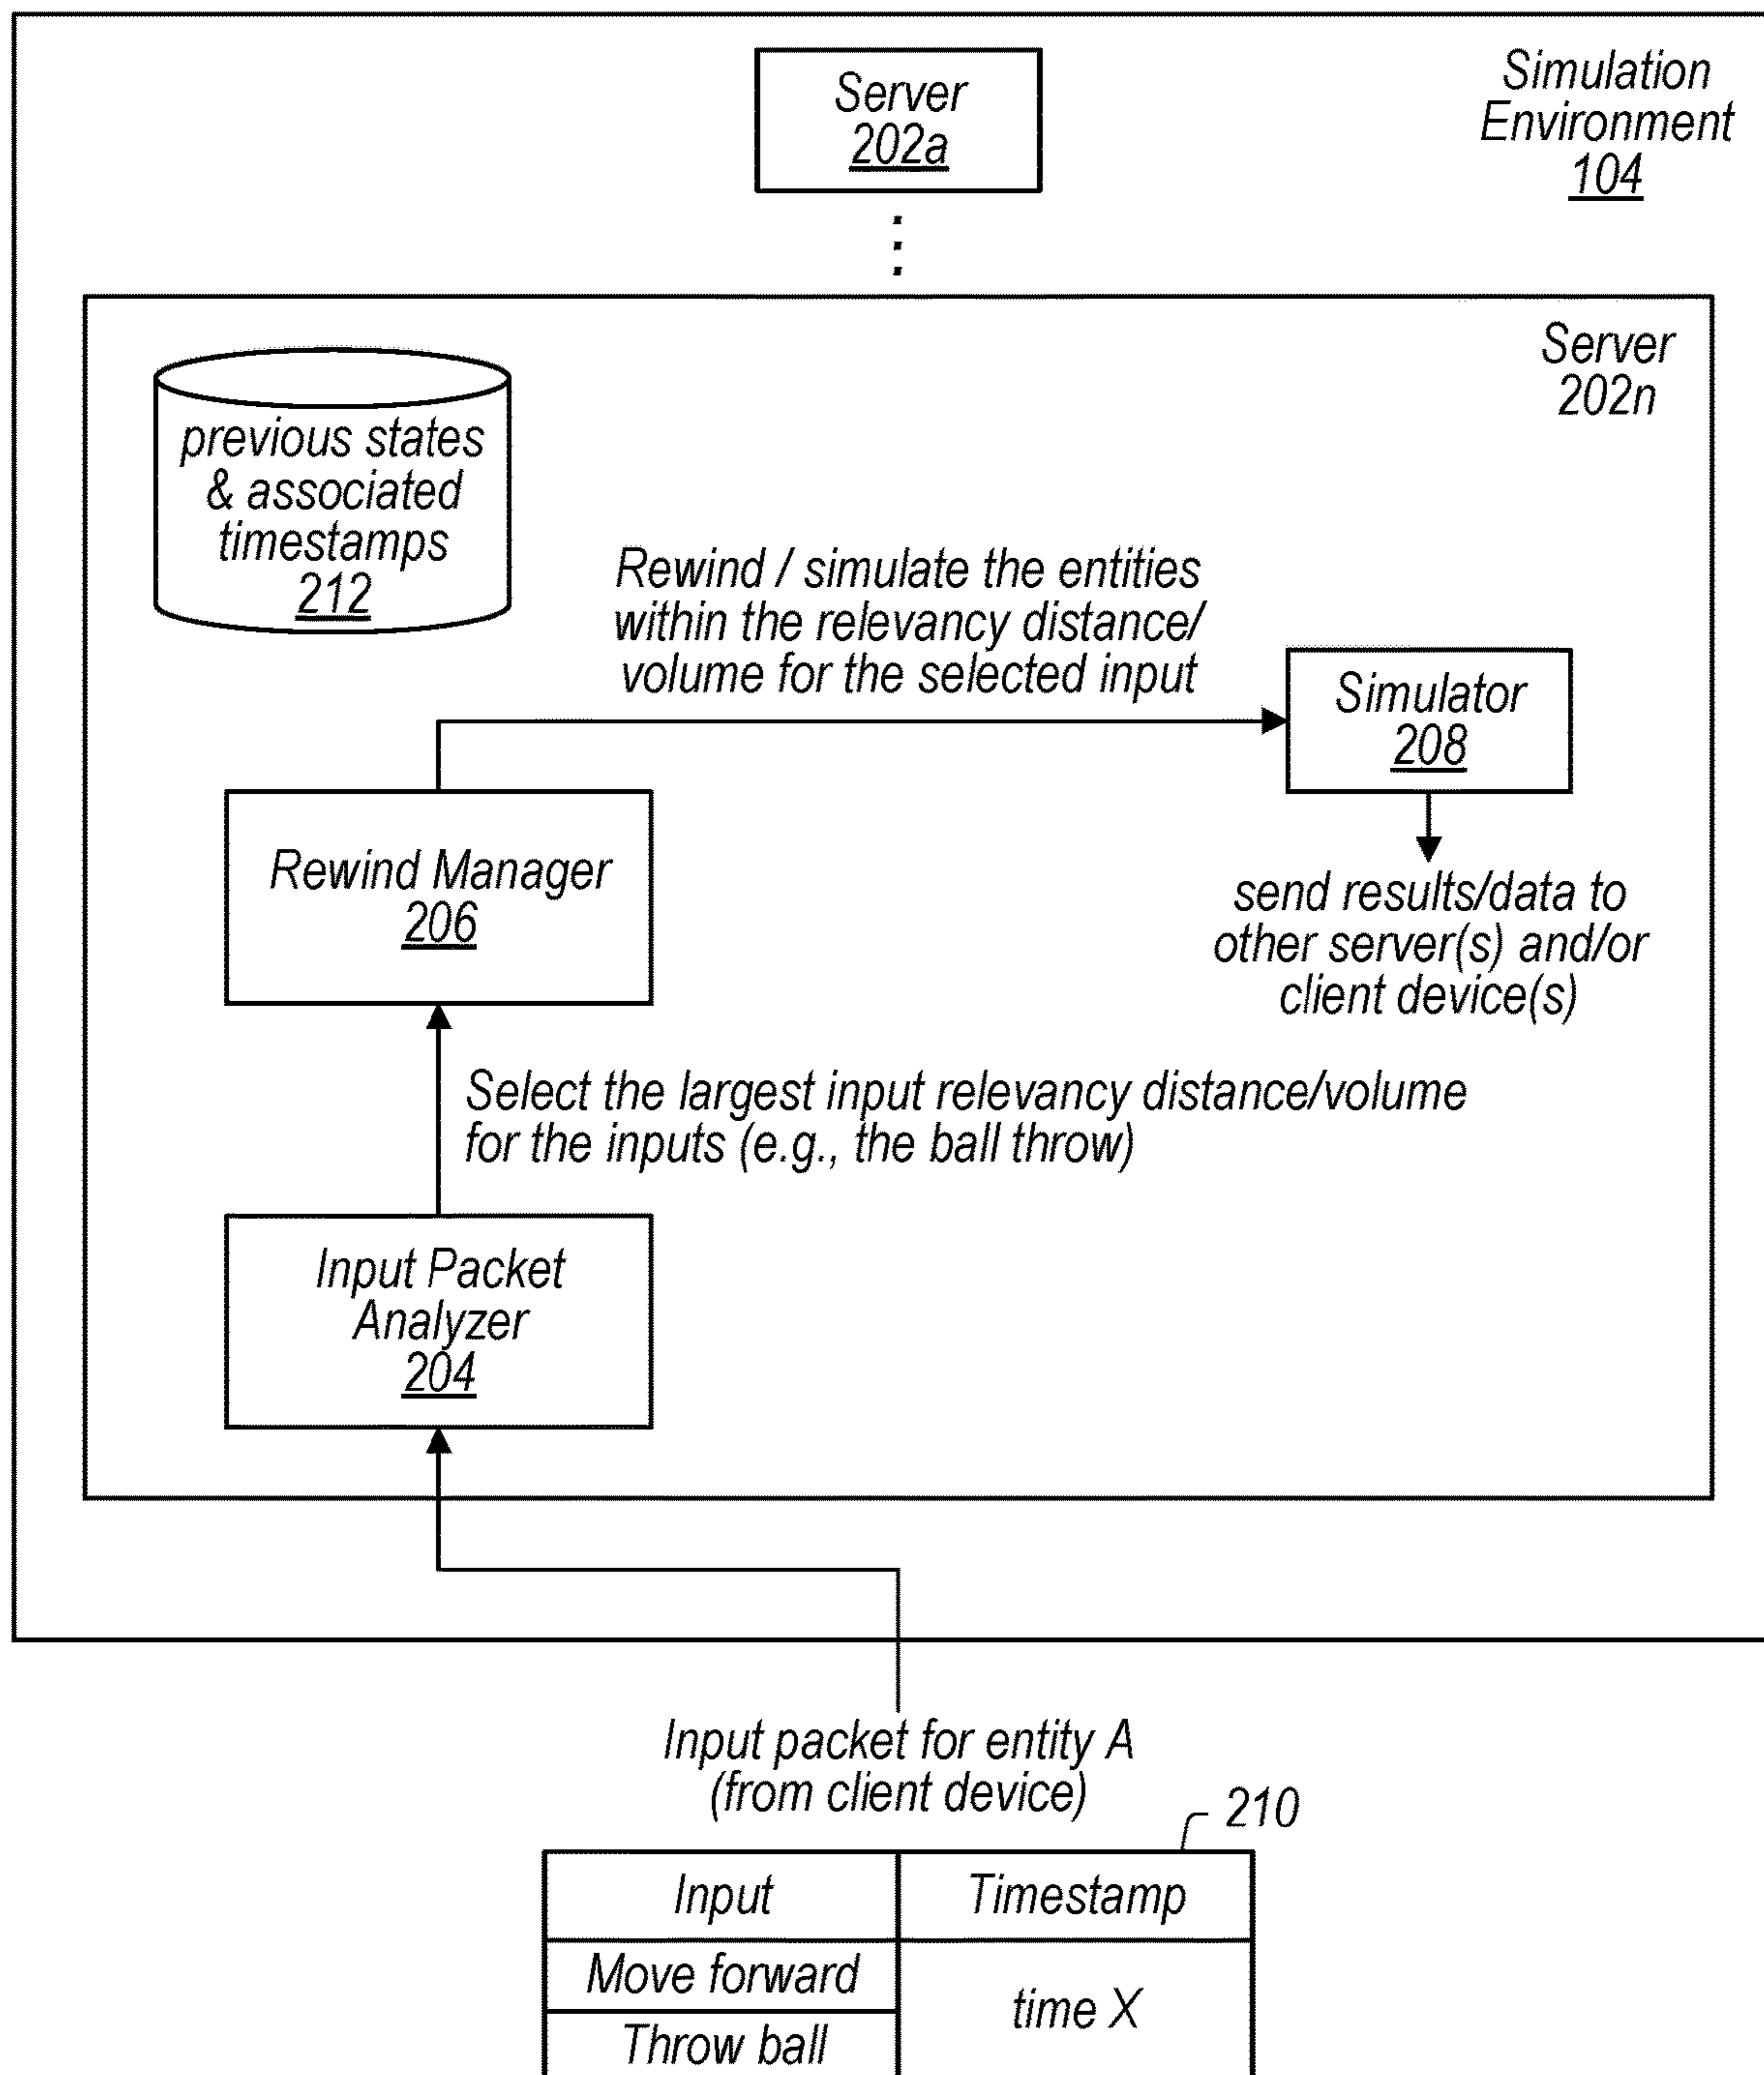 Server
202a
Simulation
Environment
104
Server
202n
previous states
& associated
timestamps
212
Rewind / simulate the entities
within the relevancy distance/
volume for the selected input
Simulator
208
Rewind Manager
206
send results/data to
other server(s) and/or
client device(s)
Select the largest input relevancy distance/volume
for the inputs (e.g., the ball throw)
Input Packet
Analyzer
204
Input packet for entity A
(from client device)
210
Input
Timestamp
Move forward
time X
Throw ball